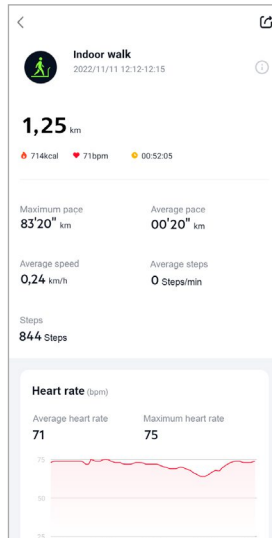 Indoor walk
2022/11/11 12:12-12:15
1,25 km
714kcal 71bpm 00:52:05
Maximum pace Average pace
83'20" km 00'20" km
Average speed Average steps
0,24 km/h 0 Steps/min
Steps
844 Steps
Heart rate (bpm)
Average heart rate Maximum heart rate
71 75
75
50
25